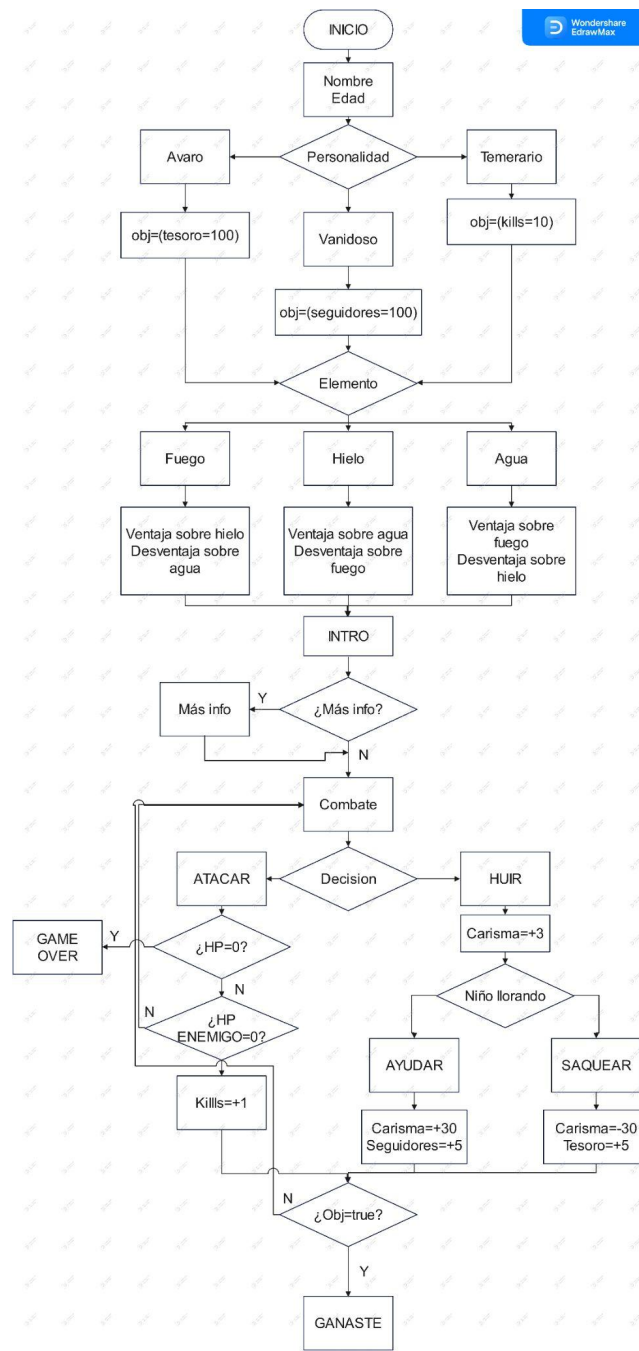 INICIO
Wondershare
EdrawMax
Nombre
Edad
Avaro
Personalidad
Temerario
obj=(tesoro=100)
Vanidoso
obj=(kills=10)
obj=(seguidores=100)
Elemento
Fuego
Hielo
Agua
Ventaja sobre hielo
Desventaja sobre
agua
Ventaja sobre agua
Desventaja sobre
fuego
Ventaja sobre
fuego
Desventaja sobre
hielo
INTRO
Más info
Y
¿Más info?
N
Combate
ATACAR
Decision
HUIR
GAME
OVER
Y
¿HP=0?
Carisma=+3
N
N
¿HP
ENEMIGO=0?
Niño llorando
AYUDAR
SAQUEAR
Killls=+1
Carisma=+30
Seguidores=+5
Carisma=-30
Tesoro=+5
N
¿Obj=true?
Y
GANASTE